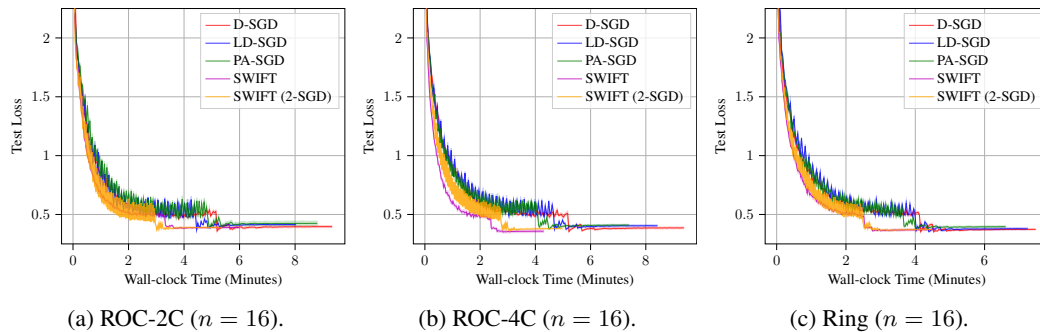 2
1.5
1
0.5
Test Loss
0 2 4 6 8
Wall-clock Time (Minutes)
D-SGD
LD-SGD
PA-SGD
SWIFT
SWIFT (2-SGD)
(a) ROC-2C (n = 16).
2
1.5
1
0.5
Test Loss
0 2 4 6 8
Wall-clock Time (Minutes)
D-SGD
LD-SGD
PA-SGD
SWIFT
SWIFT (2-SGD)
(b) ROC-4C (n = 16).
2
1.5
1
0.5
Test Loss
0 2 4 6
Wall-clock Time (Minutes)
D-SGD
LD-SGD
PA-SGD
SWIFT
SWIFT (2-SGD)
(c) Ring (n = 16).